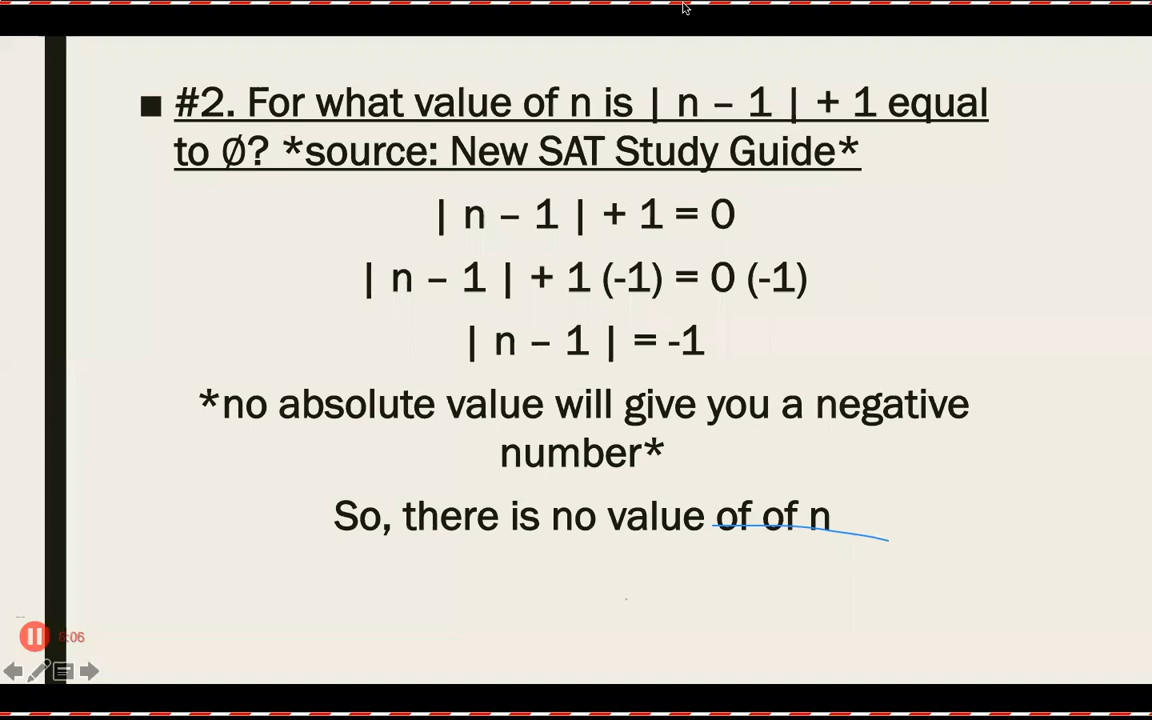 ■ #2. For what value of n is | n – 1 | + 1 equal
to ∅? *source: New SAT Study Guide*
| n – 1 | + 1 = 0
| n – 1 | + 1 (-1) = 0 (-1)
| n – 1 | = -1
*no absolute value will give you a negative
number*
So, there is no value of of n
6:06